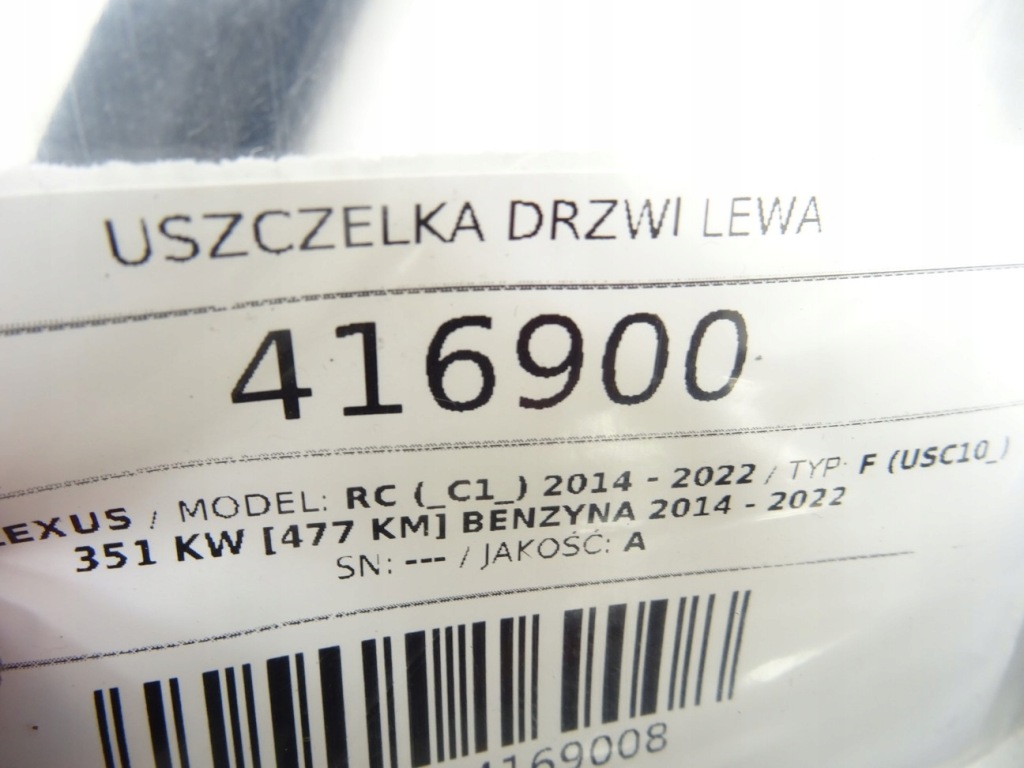 USZCZELKA DRZWI LEWA
416900
LEXUS / MODEL: RC (_C1_) 2014 - 2022 / TYP: F (USC10_)
351 KW [477 KM] BENZYNA 2014 - 2022
SN: --- / JAKOŚĆ: A
4169008